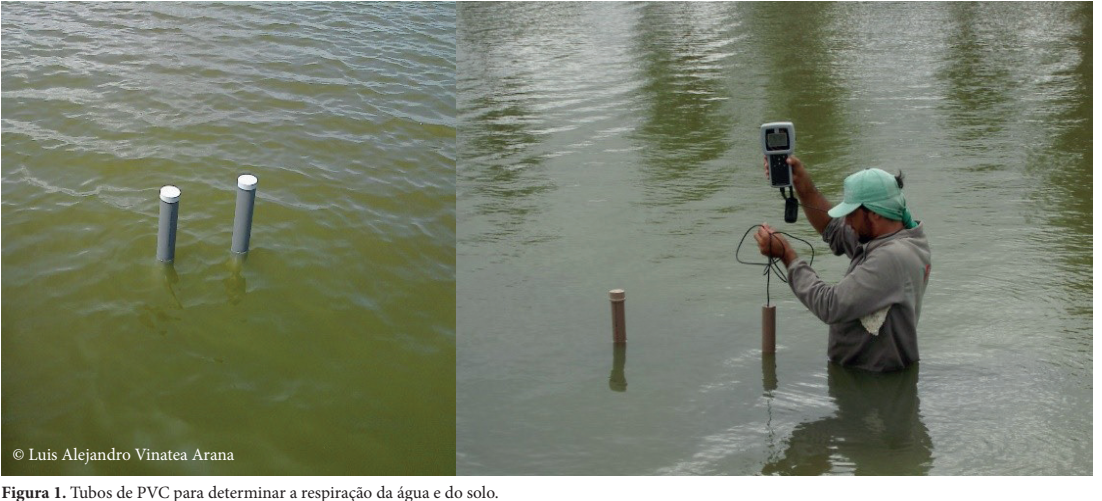 © Luis Alejandro Vinatea Arana
Figura 1. Tubos de PVC para determinar a respiração da água e do solo.